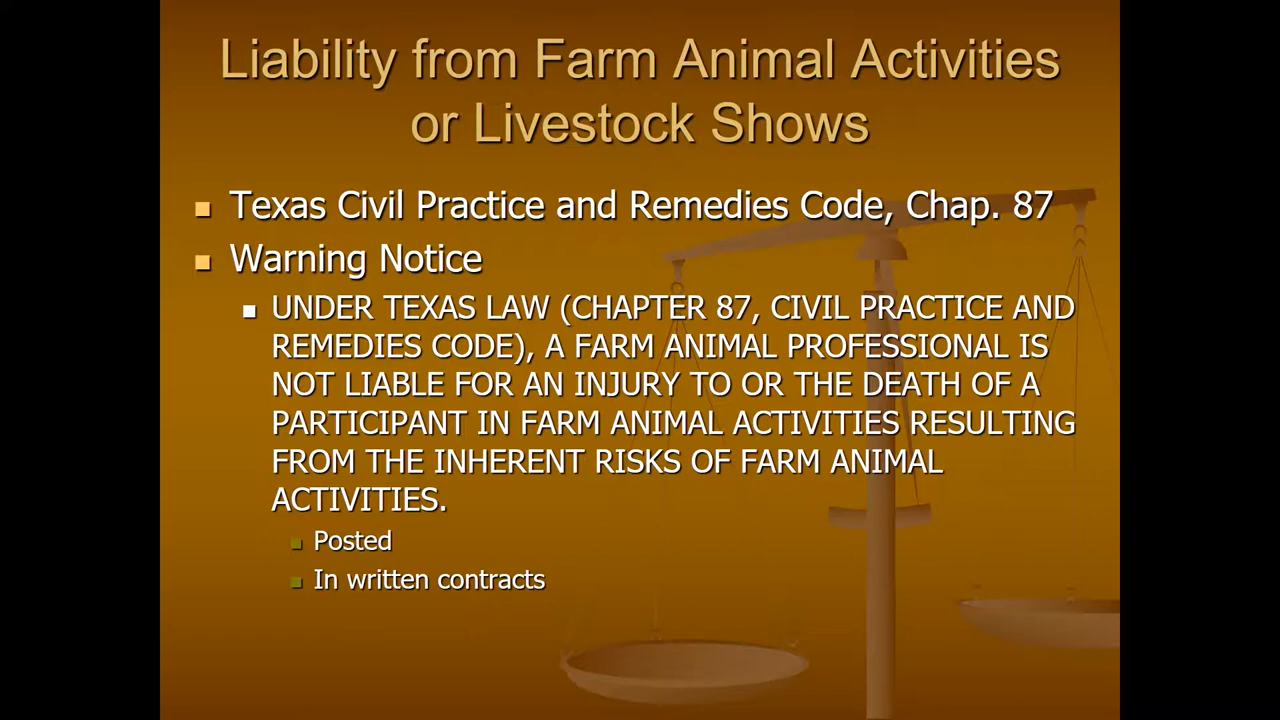 Liability from Farm Animal Activities
or Livestock Shows
Texas Civil Practice and Remedies Code, Chap. 87
Warning Notice
UNDER TEXAS LAW (CHAPTER 87, CIVIL PRACTICE AND
REMEDIES CODE), A FARM ANIMAL PROFESSIONAL IS
NOT LIABLE FOR AN INJURY TO OR THE DEATH OF A
PARTICIPANT IN FARM ANIMAL ACTIVITIES RESULTING
FROM THE INHERENT RISKS OF FARM ANIMAL
ACTIVITIES.
Posted
In written contracts